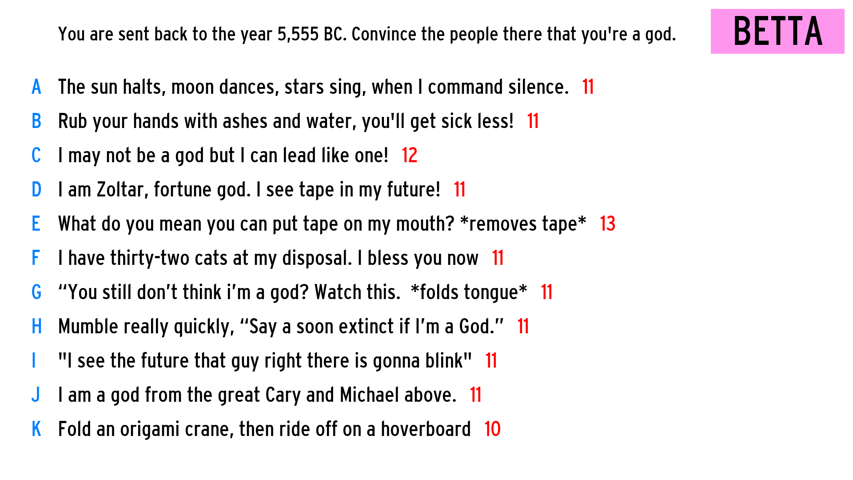 You are sent back to the year 5,555 BC. Convince the people there that you're a god.
BETTA
A The sun halts, moon dances, stars sing, when I command silence. 11
B Rub your hands with ashes and water, you'll get sick less! 11
C I may not be a god but I can lead like one! 12
D I am Zoltar, fortune god. I see tape in my future! 11
E What do you mean you can put tape on my mouth? *removes tape* 13
F I have thirty-two cats at my disposal. I bless you now 11
G “You still don’t think i’m a god? Watch this. *folds tongue* 11
H Mumble really quickly, “Say a soon extinct if I’m a God.” 11
I "I see the future that guy right there is gonna blink" 11
J I am a god from the great Cary and Michael above. 11
K Fold an origami crane, then ride off on a hoverboard 10